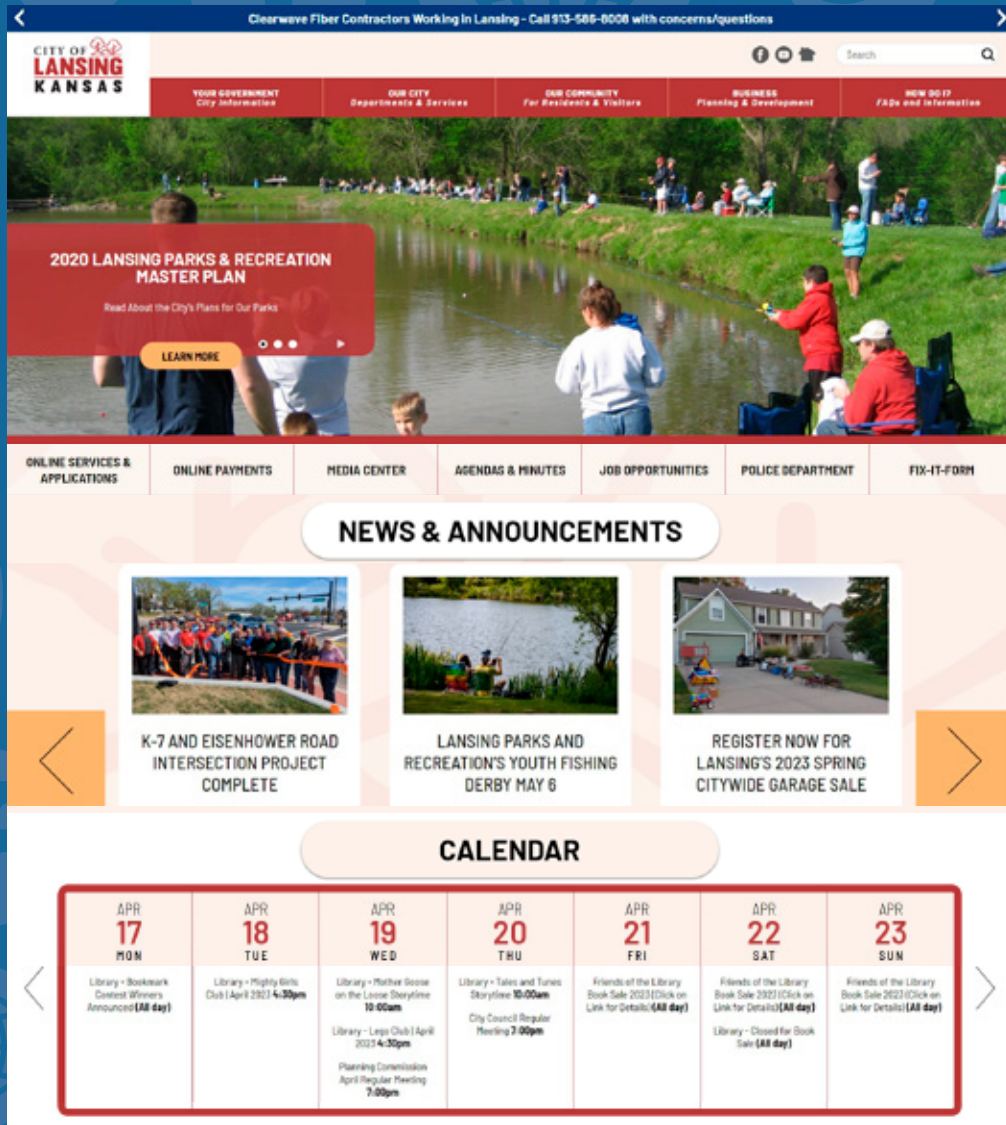 Clearwave Fiber Contractors Working in Lansing - Call 913-586-8008 with concerns/questions
CITY OF
LANSING
KANSAS
Search
YOUR GOVERNMENT
City Information
OUR CITY
Departments & Services
OUR COMMUNITY
For Residents & Visitors
BUSINESS
Planning & Development
HOW DO I?
FAQs and Information
2020 LANSING PARKS & RECREATION
MASTER PLAN
Read About the City's Plans for Our Parks
LEARN MORE
ONLINE SERVICES &
APPLICATIONS
ONLINE PAYMENTS
MEDIA CENTER
AGENDAS & MINUTES
JOB OPPORTUNITIES
POLICE DEPARTMENT
FIX-IT-FORM
NEWS & ANNOUNCEMENTS
K-7 AND EISENHOWER ROAD
INTERSECTION PROJECT
COMPLETE
LANSING PARKS AND
RECREATION'S YOUTH FISHING
DERBY MAY 6
REGISTER NOW FOR
LANSING'S 2023 SPRING
CITYWIDE GARAGE SALE
CALENDAR
APR
17
MON
Library - Bookmark
Contest Winners
Announced (All day)
APR
18
TUE
Library - Mighty Girls
Club | April 2023 4:30pm
APR
19
WED
Library - Mother Goose
on the Loose Storytime
10:00am
Library - Lego Club | April
2023 4:30pm
Planning Commission
April Regular Meeting
7:00pm
APR
20
THU
Library - Tales and Tunes
Storytime 10:00am
City Council Regular
Meeting 7:00pm
APR
21
FRI
Friends of the Library
Book Sale 2023 (Click on
Link for Details) (All day)
APR
22
SAT
Friends of the Library
Book Sale 2023 (Click on
Link for Details) (All day)
Library - Closed for Book
Sale (All day)
APR
23
SUN
Friends of the Library
Book Sale 2023 (Click on
Link for Details) (All day)